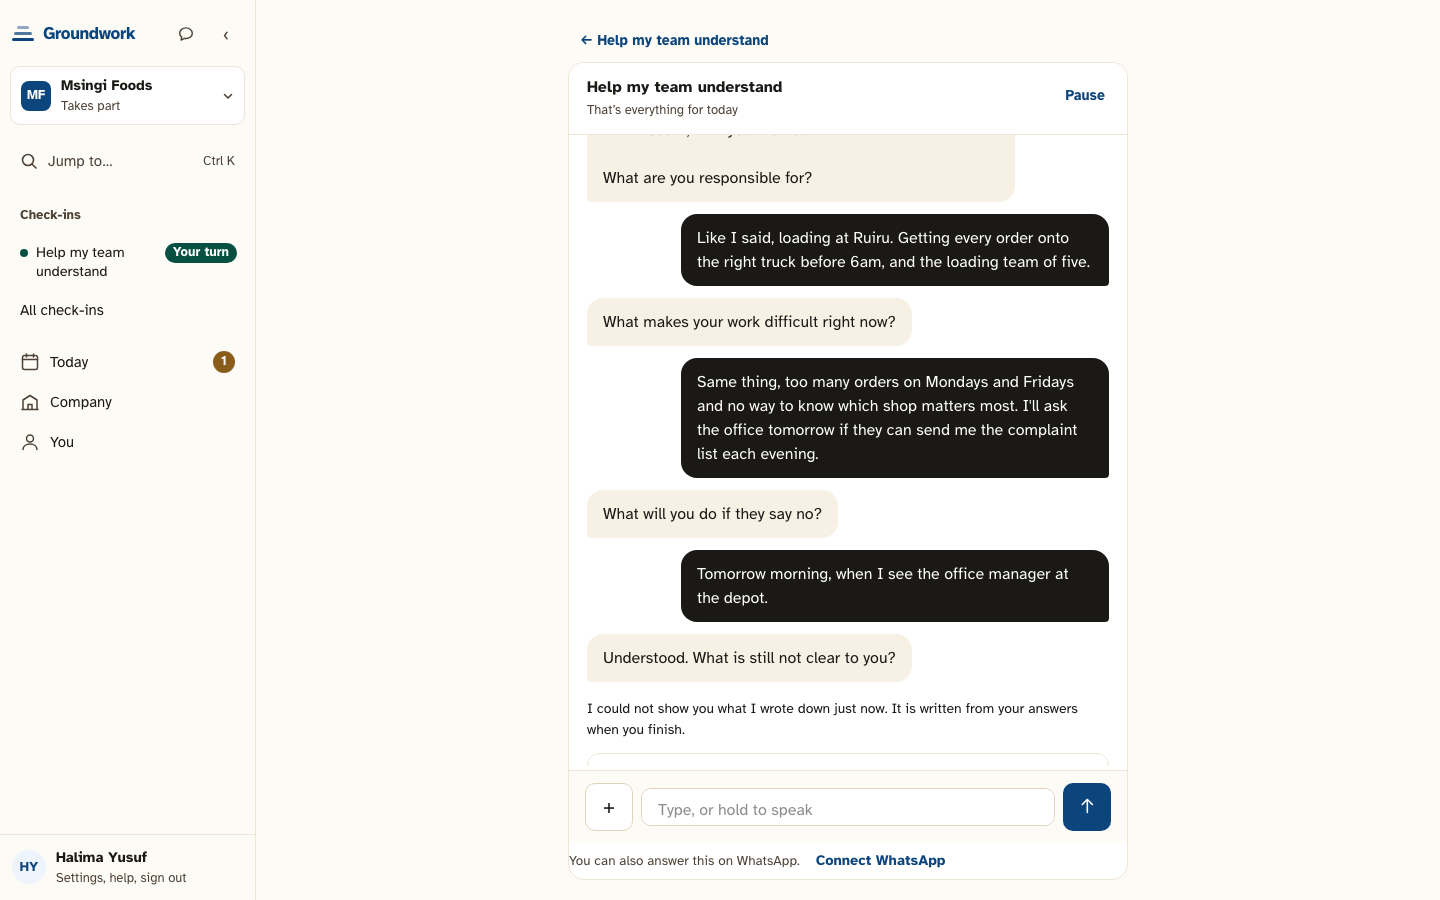 Groundwork
MF
Msingi Foods
Takes part
Jump to...
Ctrl K
Check-ins
Help my team
understand
Your turn
All check-ins
Today
1
Company
You
HY
Halima Yusuf
Settings, help, sign out
← Help my team understand
Help my team understand
That's everything for today
Pause
What are you responsible for?
Like I said, loading at Ruiru. Getting every order onto
the right truck before 6am, and the loading team of five.
What makes your work difficult right now?
Same thing, too many orders on Mondays and Fridays
and no way to know which shop matters most. I'll ask
the office tomorrow if they can send me the complaint
list each evening.
What will you do if they say no?
Tomorrow morning, when I see the office manager at
the depot.
Understood. What is still not clear to you?
I could not show you what I wrote down just now. It is written from your answers
when you finish.
+
Type, or hold to speak
You can also answer this on WhatsApp.
Connect WhatsApp